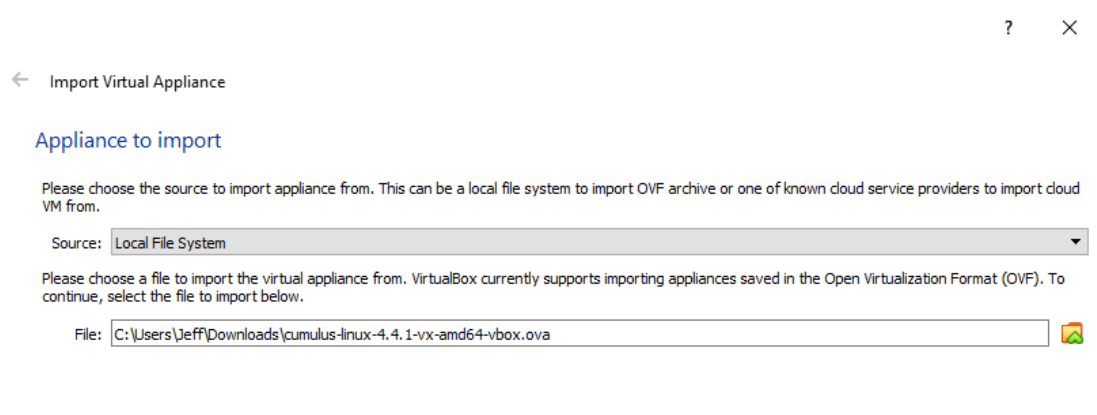 ?
Import Virtual Appliance
Appliance to import
Please choose the source to import appliance from. This can be a local file system to import OVF archive or one of known cloud service providers to import cloud
VM from.
Source: Local File System
Please choose a file to import the virtual appliance from. VirtualBox currently supports importing appliances saved in the Open Virtualization Format (OVF). To
continue, select the file to import below.
File: C:\Users\Jeff\Downloads\cumulus-linux-4.4.1-vx-amd64-vbox.ova